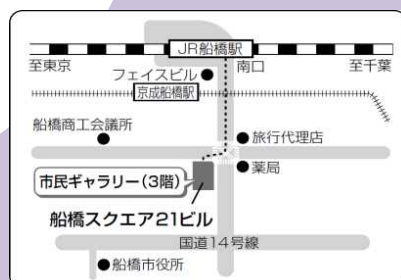 JR船橋駅
至東京
南口
至千葉
フェイスビル
京成船橋駅
船橋商工会議所
旅行代理店
薬局
市民ギャラリー(3階)
船橋スクエア21ビル
国道14号線
船橋市役所